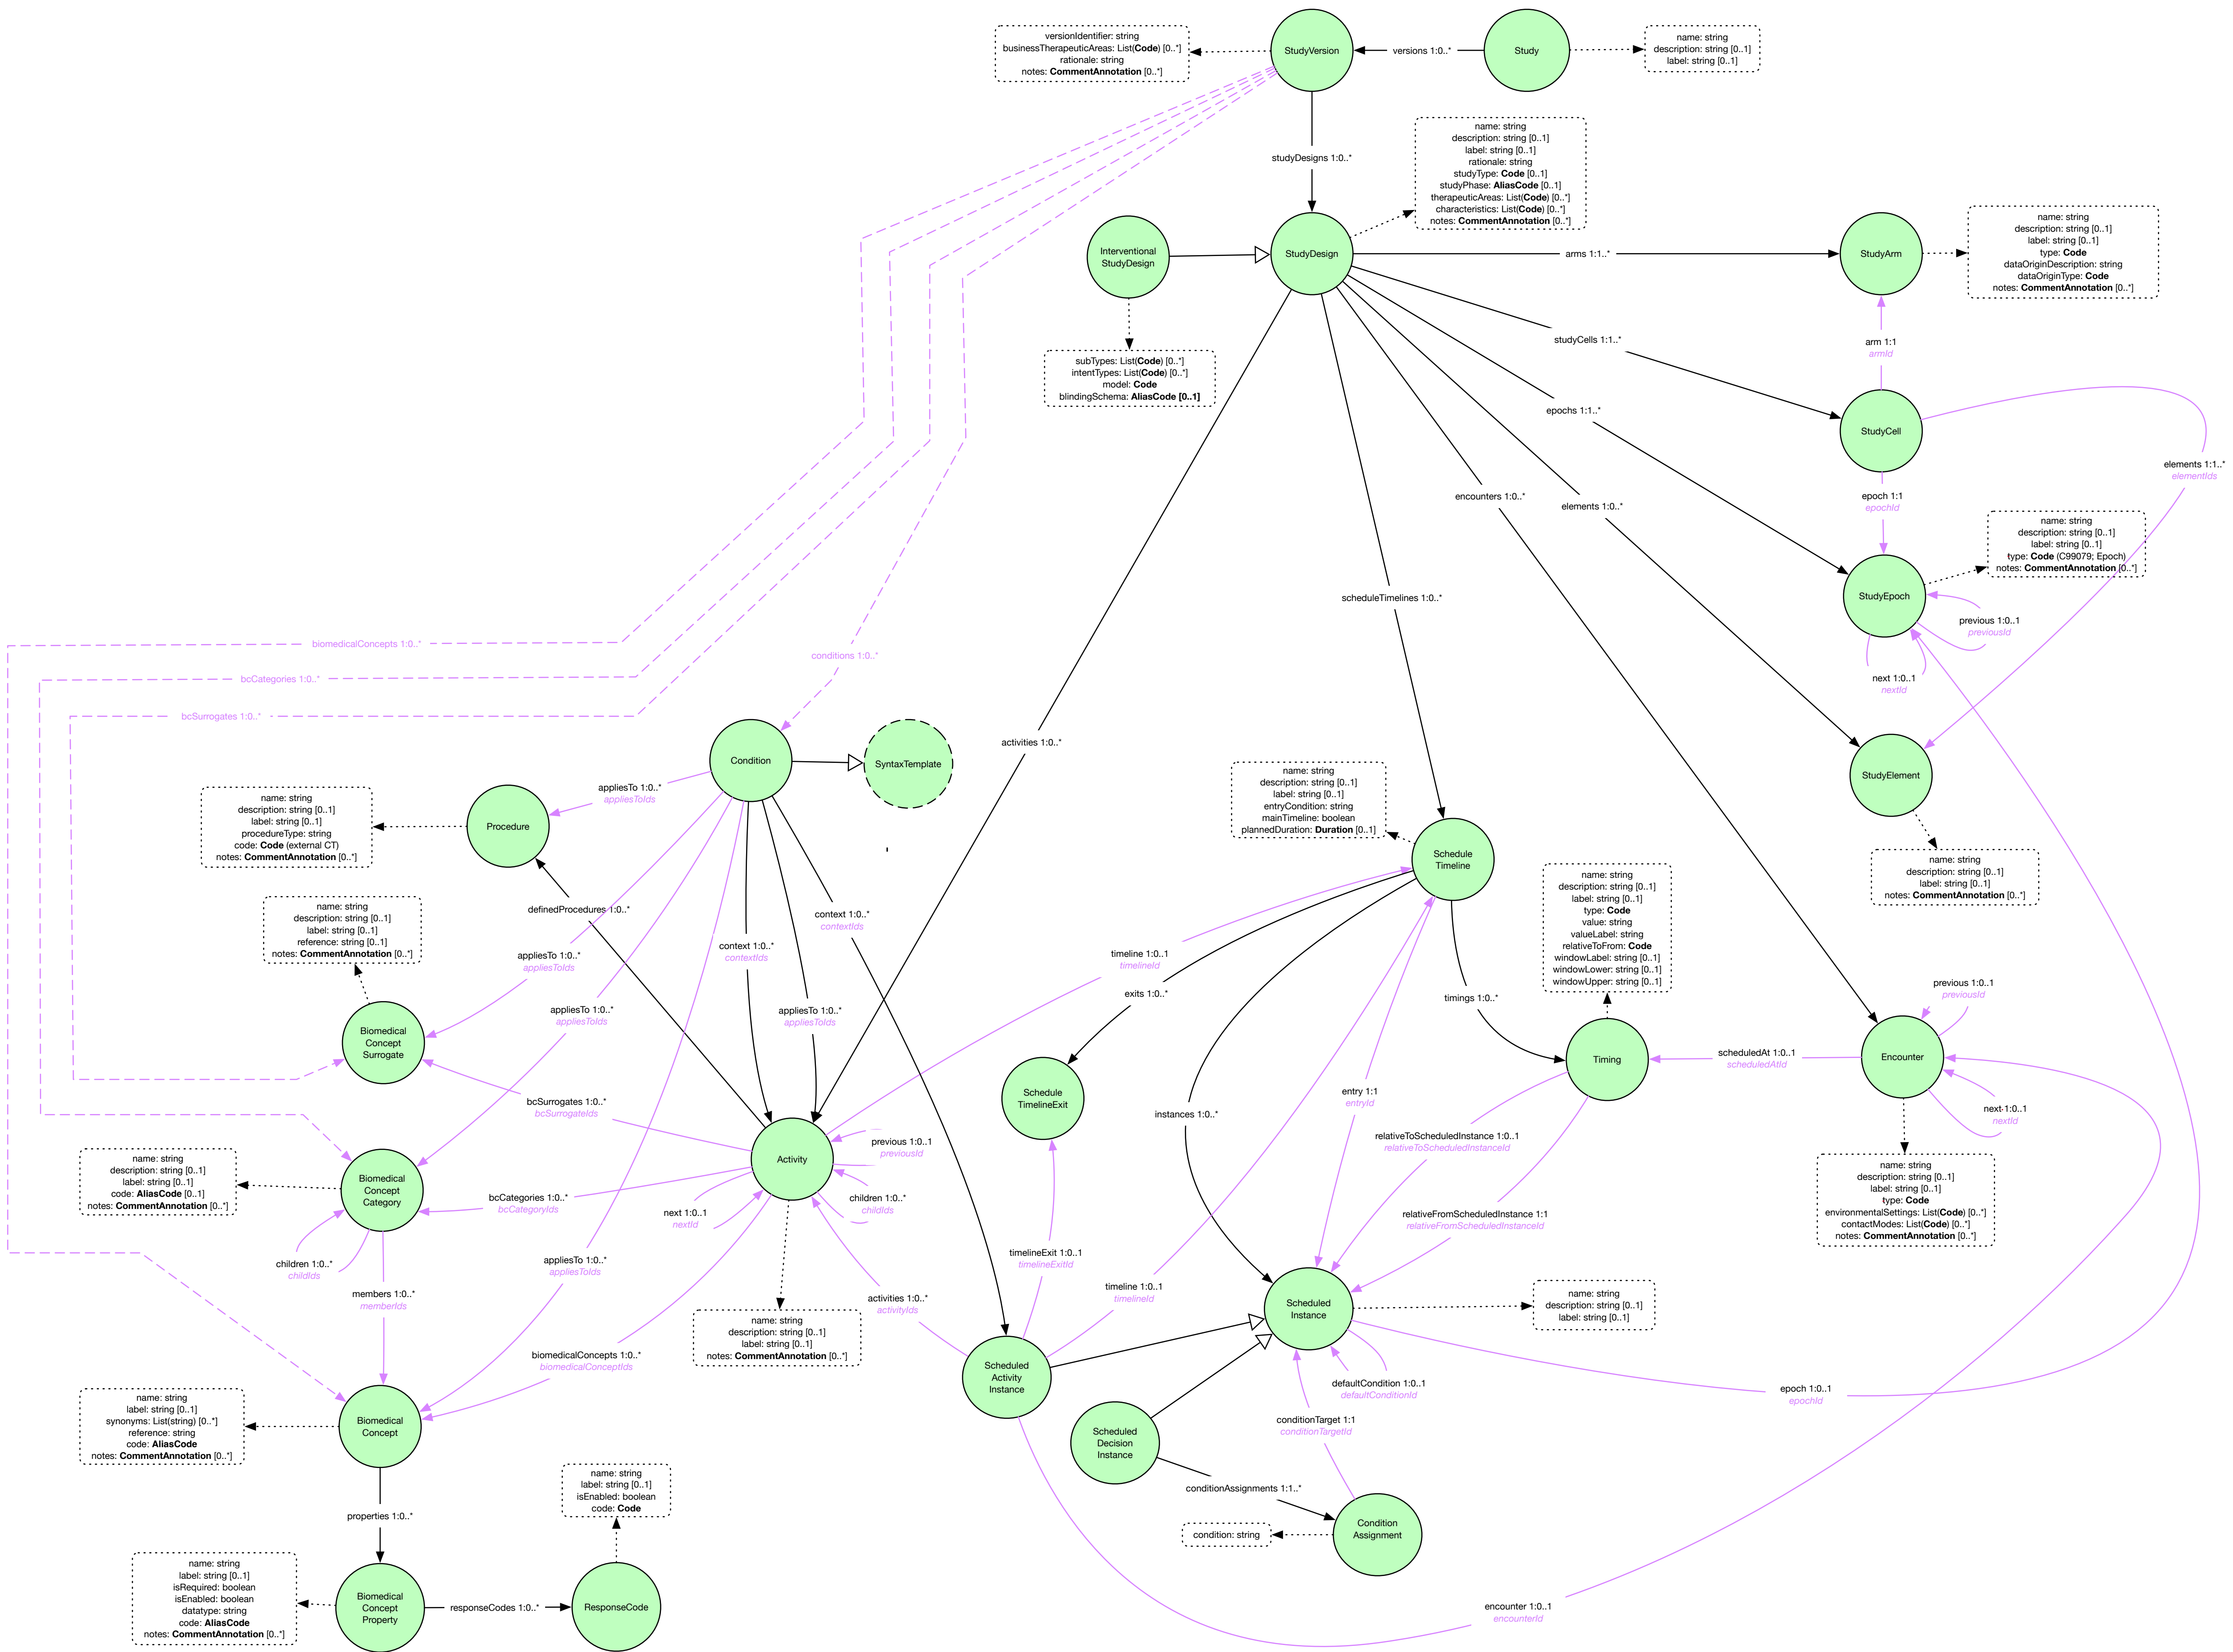 versionIdentifier: string
businessTherapeuticAreas: List(Code) [0..*]
rationale: string
notes: CommentAnnotation [0..*]
StudyVersion
versions 1:0..*
Study
name: string
description: string [0..1]
label: string [0..1]
studyDesigns 1:0..*
name: string
description: string [0..1]
label: string [0..1]
rationale: string
studyType: Code [0..1]
studyPhase: AliasCode [0..1]
therapeuticAreas: List(Code) [0..*]
characteristics: List(Code) [0..*]
notes: CommentAnnotation [0..*]
Interventional
StudyDesign
StudyDesign
arms 1:1..*
StudyArm
name: string
description: string [0..1]
label: string [0..1]
type: Code
dataOriginDescription: string
dataOriginType: Code
notes: CommentAnnotation [0..*]
subTypes: List(Code) [0..*]
intentTypes: List(Code) [0..*]
model: Code
blindingSchema: AliasCode [0..1]
studyCells 1:1..*
arm 1:1
armId
epochs 1:1..*
StudyCell
elements 1:1..*
elementIds
encounters 1:0..*
elements 1:0..*
epoch 1:1
epochId
name: string
description: string [0..1]
label: string [0..1]
type: Code (C99079; Epoch)
notes: CommentAnnotation [0..*]
scheduleTimelines 1:0..*
StudyEpoch
previous 1:0..1
previousId
next 1:0..1
nextId
biomedicalConcepts 1:0..*
conditions 1:0..*
bcCategories 1:0..*
bcSurrogates 1:0..*
activities 1:0..*
Condition
SyntaxTemplate
StudyElement
name: string
description: string [0..1]
label: string [0..1]
entryCondition: string
mainTimeline: boolean
plannedDuration: Duration [0..1]
appliesTo 1:0..*
appliesToIds
name: string
description: string [0..1]
label: string [0..1]
procedureType: string
code: Code (external CT)
notes: CommentAnnotation [0..*]
Procedure
Schedule
Timeline
name: string
description: string [0..1]
label: string [0..1]
notes: CommentAnnotation [0..*]
name: string
description: string [0..1]
label: string [0..1]
type: Code
value: string
valueLabel: string
relativeToFrom: Code
windowLabel: string [0..1]
windowLower: string [0..1]
windowUpper: string [0..1]
name: string
description: string [0..1]
label: string [0..1]
reference: string [0..1]
notes: CommentAnnotation [0..*]
definedProcedures 1:0..*
context 1:0..*
contextIds
context 1:0..*
contextIds
appliesTo 1:0..*
appliesToIds
timeline 1:0..1
timelineId
exits 1:0..*
timings 1:0..*
previous 1:0..1
previousId
appliesTo 1:0..*
appliesToIds
appliesTo 1:0..*
appliesToIds
Biomedical
Concept
Surrogate
Timing
scheduledAt 1:0..1
scheduledAtId
Encounter
Schedule
TimelineExit
entry 1:1
entryId
bcSurrogates 1:0..*
bcSurrogateIds
instances 1:0..*
next 1:0..1
nextId
relativeToScheduledInstance 1:0..1
relativeToScheduledInstanceId
previous 1:0..1
previousId
Activity
name: string
description: string [0..1]
label: string [0..1]
code: AliasCode [0..1]
notes: CommentAnnotation [0..*]
Biomedical
Concept
Category
bcCategories 1:0..*
bcCategoryIds
children 1:0..*
childIds
next 1:0..1
nextId
relativeFromScheduledInstance 1:1
relativeFromScheduledInstanceId
name: string
description: string [0..1]
label: string [0..1]
type: Code
environmentalSettings: List(Code) [0..*]
contactModes: List(Code) [0..*]
notes: CommentAnnotation [0..*]
children 1:0..*
childIds
appliesTo 1:0..*
appliesToIds
timelineExit 1:0..1
timelineExitId
members 1:0..*
memberIds
activities 1:0..*
activityIds
timeline 1:0..1
timelineId
Scheduled
Instance
name: string
description: string [0..1]
label: string [0..1]
name: string
description: string [0..1]
label: string [0..1]
notes: CommentAnnotation [0..*]
biomedicalConcepts 1:0..*
biomedicalConceptIds
Scheduled
Activity
Instance
defaultCondition 1:0..1
defaultConditionId
epoch 1:0..1
epochId
name: string
label: string [0..1]
synonyms: List(string) [0..*]
reference: string
code: AliasCode
notes: CommentAnnotation [0..*]
Biomedical
Concept
conditionTarget 1:1
conditionTargetId
Scheduled
Decision
Instance
name: string
label: string [0..1]
isEnabled: boolean
code: Code
conditionAssignments 1:1..*
properties 1:0..*
condition: string
Condition
Assignment
name: string
label: string [0..1]
isRequired: boolean
isEnabled: boolean
datatype: string
code: AliasCode
notes: CommentAnnotation [0..*]
Biomedical
Concept
Property
responseCodes 1:0..*
ResponseCode
encounter 1:0..1
encounterId